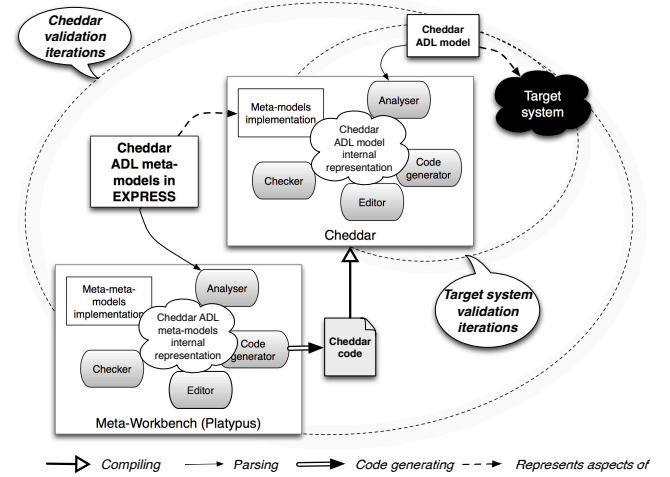 Cheddar
validation
iterations
Cheddar
ADL model
Target
system
Meta-models
implementation
Analyser
Cheddar
ADL model
internal
representation
Checker
Code
generator
Editor
Cheddar
Cheddar
ADL meta-
models in
EXPRESS
Target system
validation
iterations
Meta-meta-
models
implementation
Analyser
Cheddar ADL
meta-models
internal
representation
Checker
Code
generator
Editor
Meta-Workbench (Platypus)
Cheddar
code
Compiling
Parsing
Code generating
Represents aspects of